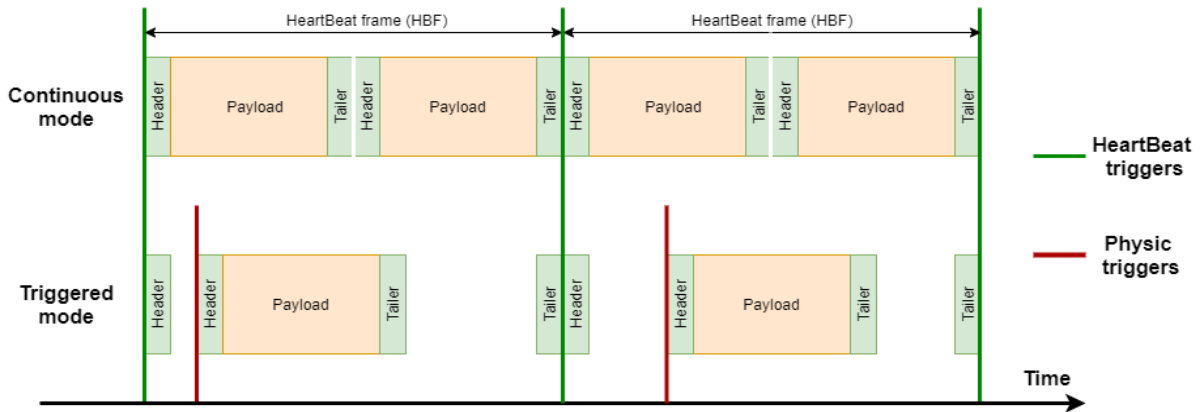 HeartBeat frame (HBF)
HeartBeat frame (HBF)
Continuous
mode
Header
Payload
Tailer
Header
Payload
Tailer
Header
Payload
Tailer
Header
Payload
Tailer
HeartBeat
triggers
Physic
triggers
Triggered
mode
Header
Header
Payload
Tailer
Tailer
Header
Header
Payload
Tailer
Tailer
Time